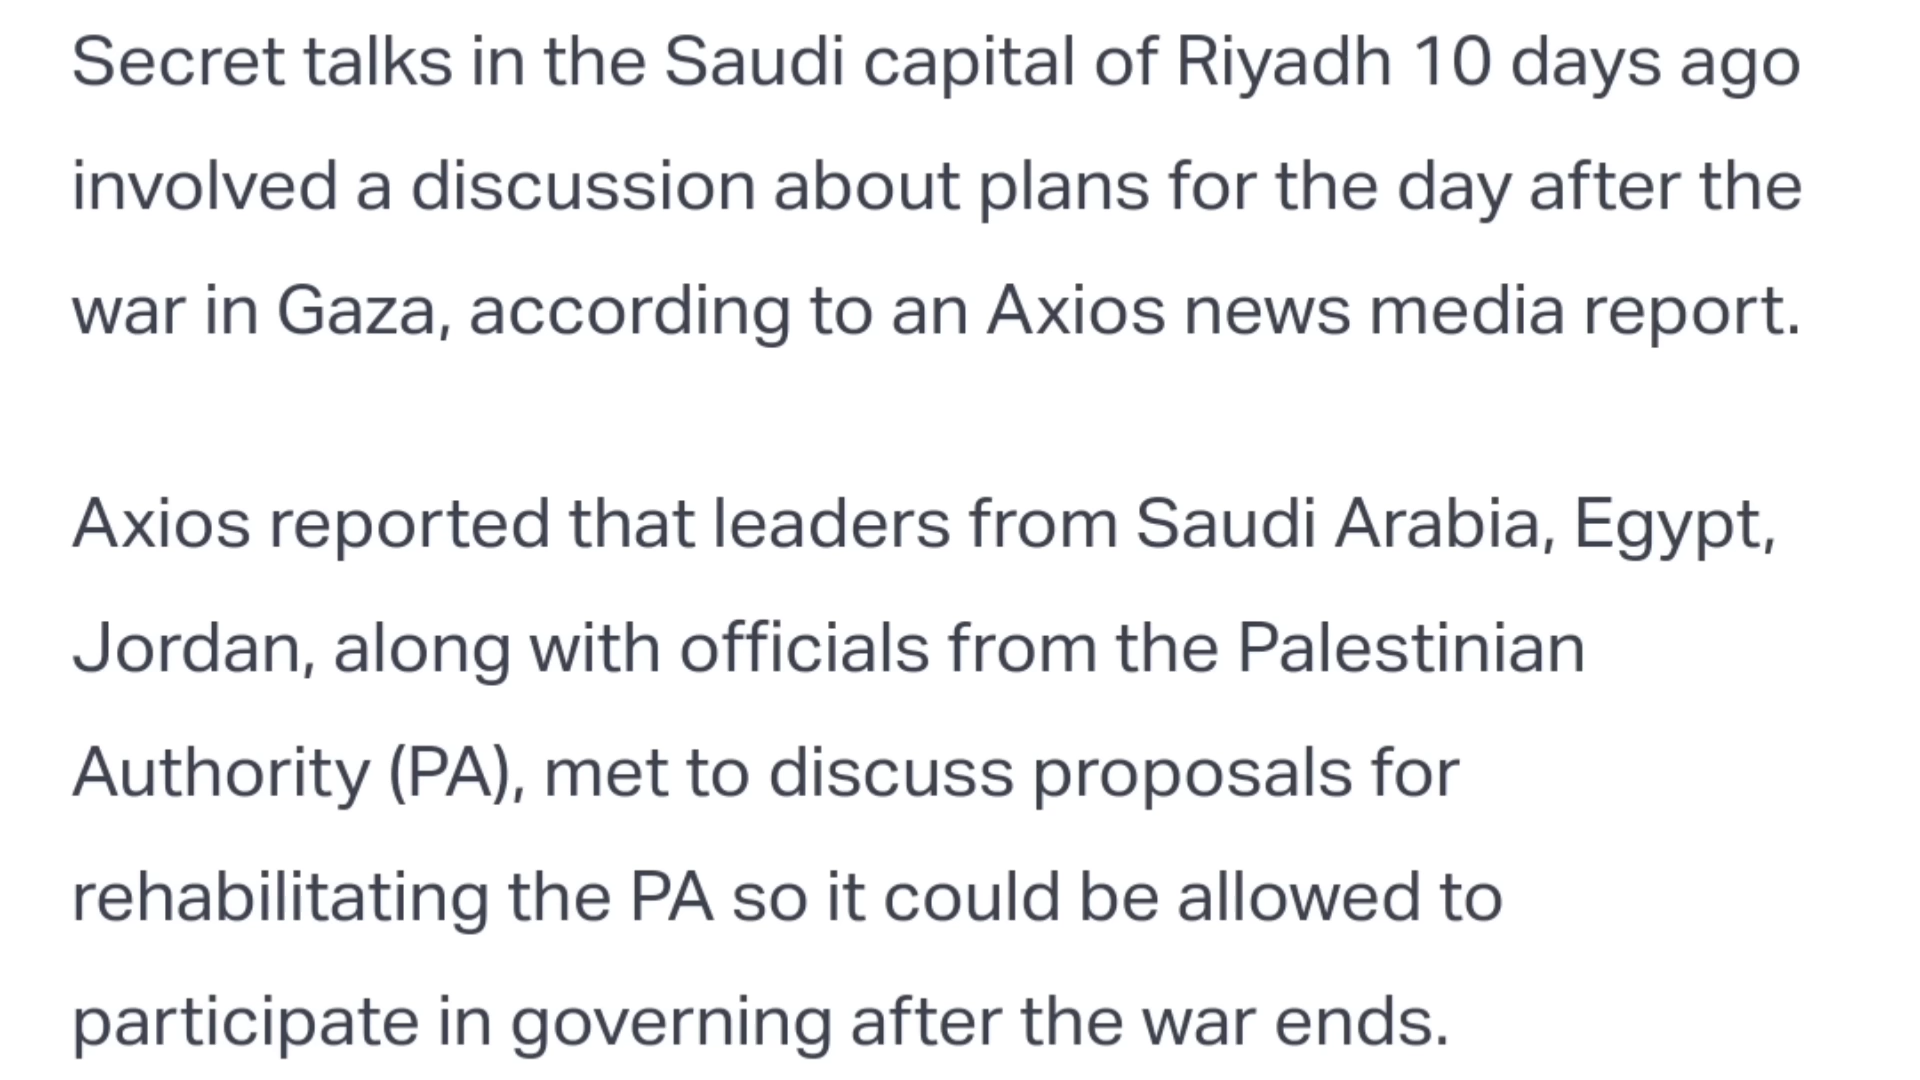 Secret talks in the Saudi capital of Riyadh 10 days ago
involved a discussion about plans for the day after the
war in Gaza, according to an Axios news media report.
Axios reported that leaders from Saudi Arabia, Egypt,
Jordan, along with officials from the Palestinian
Authority (PA), met to discuss proposals for
rehabilitating the PA so it could be allowed to
participate in governing after the war ends.